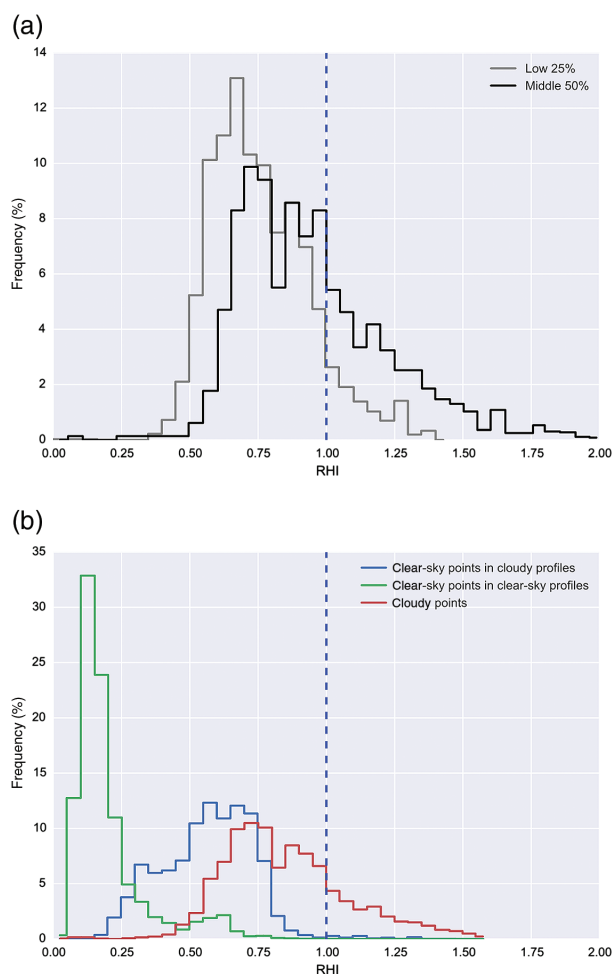 (a)
14
12
10
8
6
4
2
0
Frequency (%)
Low 25%
Middle 50%
0.00 0.25 0.50 0.75 1.00 1.25 1.50 1.75 2.00
RHI
(b)
35
30
25
20
15
10
5
0
Frequency (%)
Clear-sky points in cloudy profiles
Clear-sky points in clear-sky profiles
Cloudy points
0.00 0.25 0.50 0.75 1.00 1.25 1.50 1.75 2.00
RHI